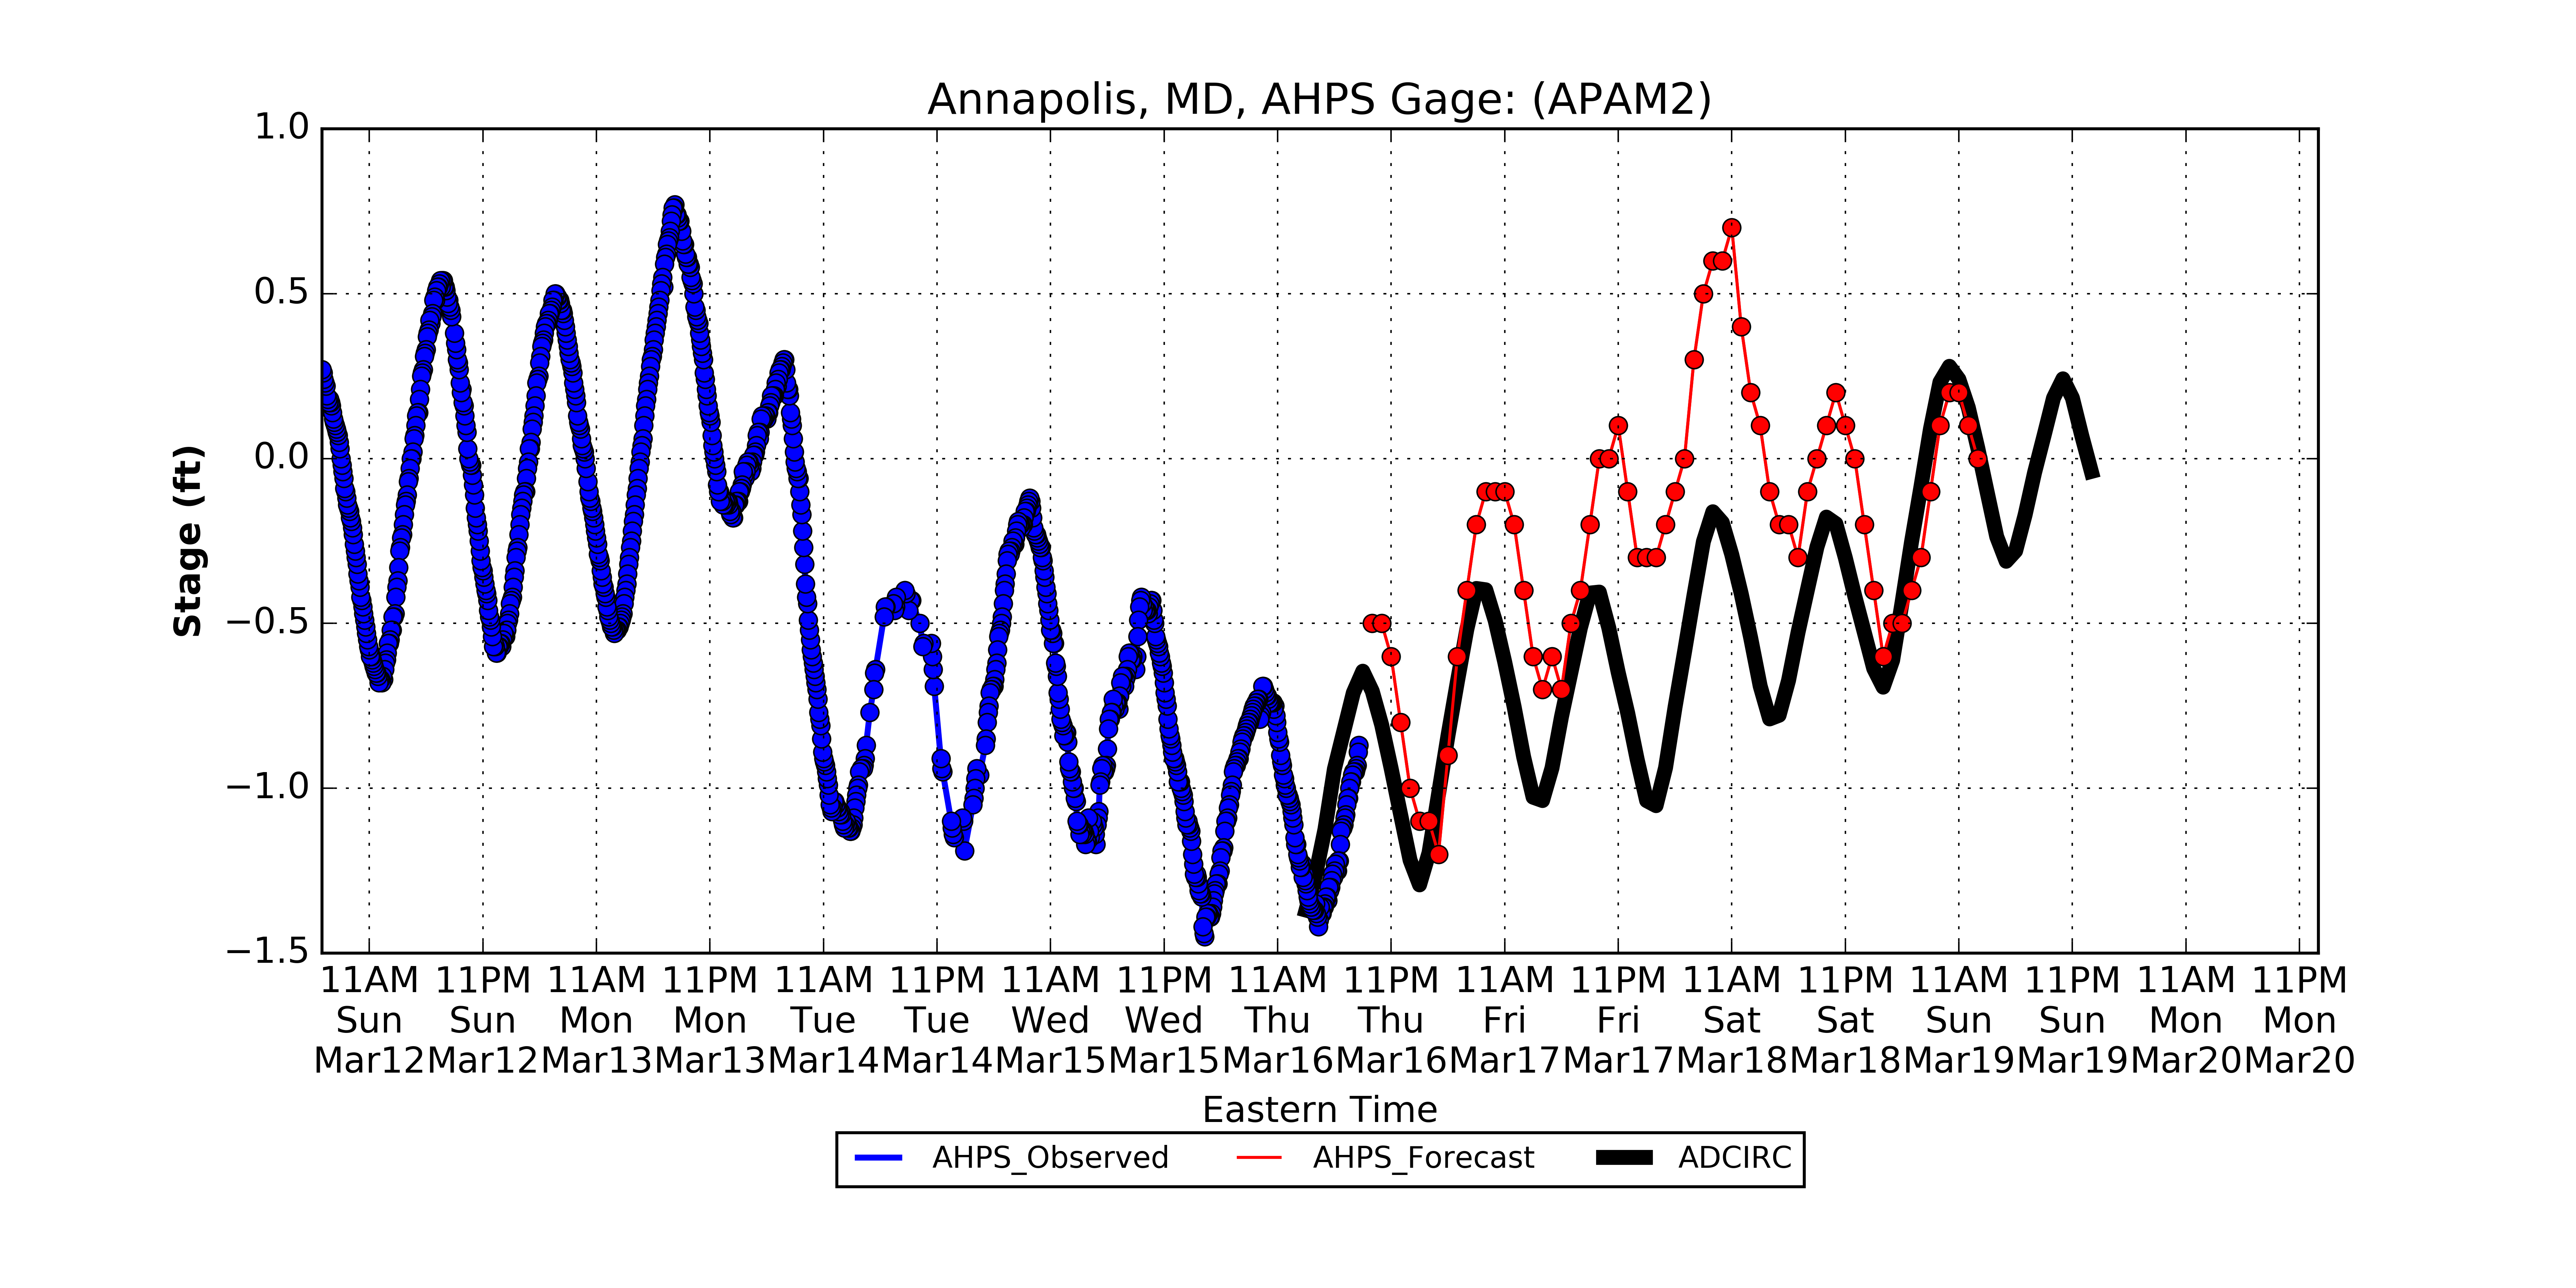 Annapolis, MD, AHPS Gage: (APAM2)
1.0
0.5
0.0
−0.5
−1.0
−1.5
Stage (ft)
11AM 11PM 11AM 11PM 11AM 11PM 11AM 11PM 11AM 11PM 11AM 11PM 11AM 11PM 11AM 11PM 11AM 11PM
Sun Sun Mon Mon Tue Tue Wed Wed Thu Thu Fri Fri Sat Sat Sun Sun Mon Mon
Mar12 Mar12 Mar13 Mar13 Mar14 Mar14 Mar15 Mar15 Mar16 Mar16 Mar17 Mar17 Mar18 Mar18 Mar19 Mar19 Mar20 Mar20
Eastern Time
AHPS_Observed AHPS_Forecast ADCIRC